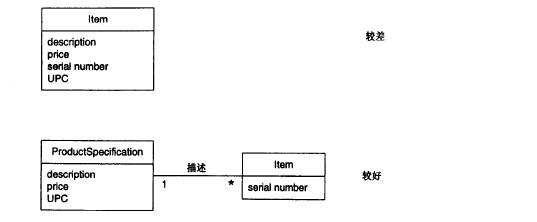 Item
description
price
serial number
UPC
较差
ProductSpecification
description
price
UPC
描述
1
*
Item
serial number
较好